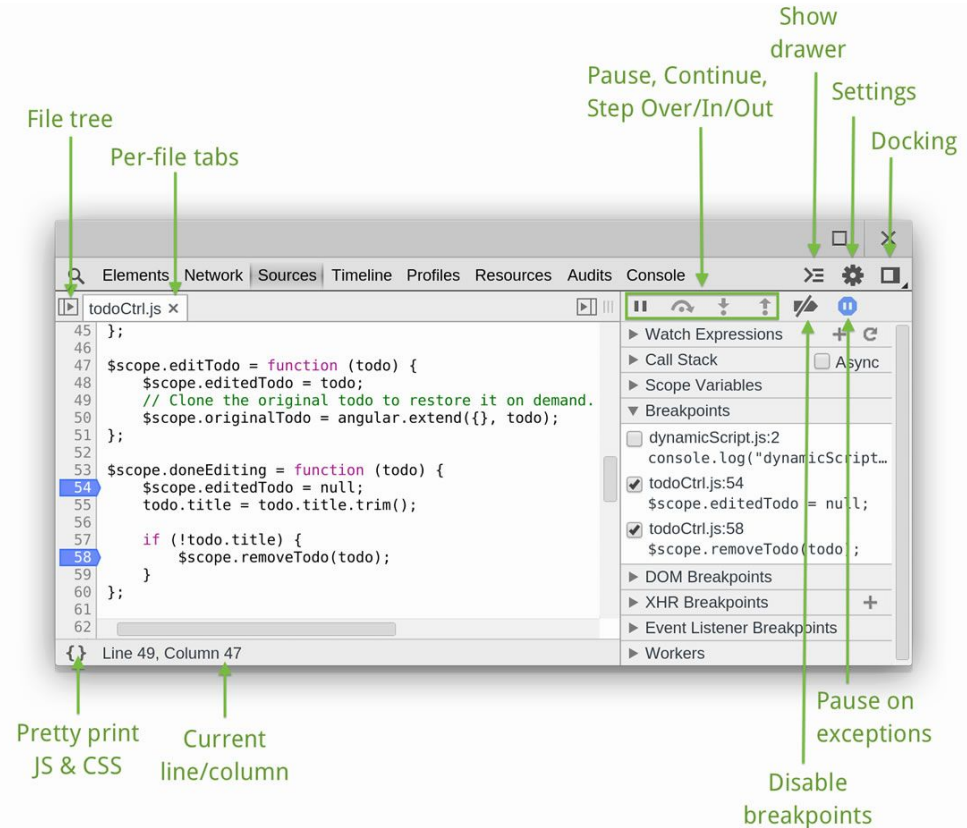 Show
drawer
Pause, Continue,
Step Over/In/Out
Settings
File tree
Docking
Per-file tabs
Elements Network Sources Timeline Profiles Resources Audits Console
todoCtrl.js ×
45 };
46
47 $scope.editTodo = function (todo) {
48 $scope.editedTodo = todo;
49 // Clone the original todo to restore it on demand.
50 $scope.originalTodo = angular.extend({}, todo);
51 };
52
53 $scope.doneEditing = function (todo) {
54 $scope.editedTodo = null;
55 todo.title = todo.title.trim();
56
57 if (!todo.title) {
58 $scope.removeTodo(todo);
59 }
60 };
61
62
{} Line 49, Column 47
Watch Expressions
Call Stack Async
Scope Variables
Breakpoints
dynamicScript.js:2
console.log("dynamicScript…
todoCtrl.js:54
$scope.editedTodo = null;
todoCtrl.js:58
$scope.removeTodo(todo);
DOM Breakpoints
XHR Breakpoints
Event Listener Breakpoints
Workers
Pretty print
JS & CSS
Current
line/column
Pause on
exceptions
Disable
breakpoints